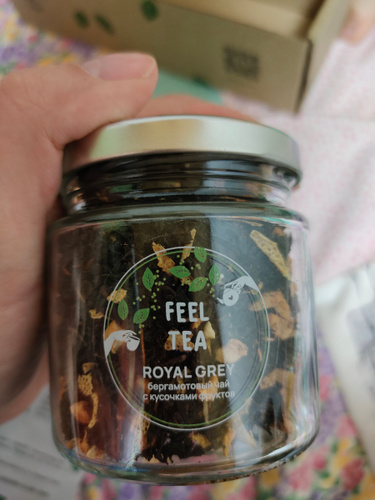 FEEL
TEA
ROYAL GREY
бергамотовый чай
с кусочками фруктов